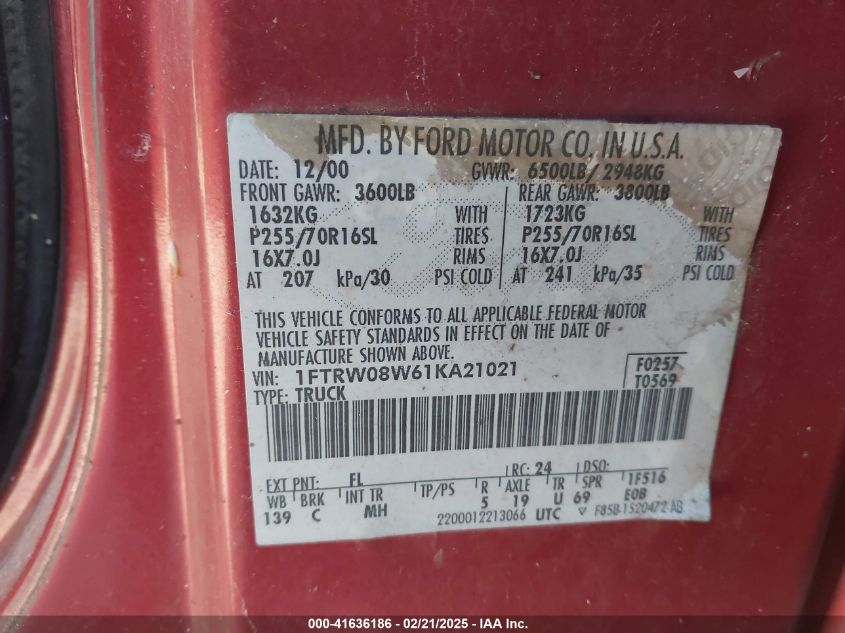 MFD. BY FORD MOTOR CO. IN U.S.A.
DATE: 12/00 GVWR: 6500LB/ 2948KG
FRONT GAWR: 3600LB REAR GAWR: 3800LB
1632KG WITH 1723KG WITH
P255/70R16SL TIRES P255/70R16SL TIRES
16X7.0J RIMS 16X7.0J RIMS
AT 207 kPa/30 PSI COLD AT 241 kPa/35 PSI COLD
THIS VEHICLE CONFORMS TO ALL APPLICABLE FEDERAL MOTOR
VEHICLE SAFETY STANDARDS IN EFFECT ON THE DATE OF
MANUFACTURE SHOWN ABOVE.
VIN: 1FTRW08W61KA21021 F0257
TYPE: TRUCK T0569
EXT PNT: FL RC: 24 DSO:
WB BRK INT TR TP/PS R AXLE TR SPR 1F516
139 C MH 5 19 U 69 EOB
2200012213066 UTC F85B-1520472-AB
000-41636186 - 02/21/2025 - IAA Inc.